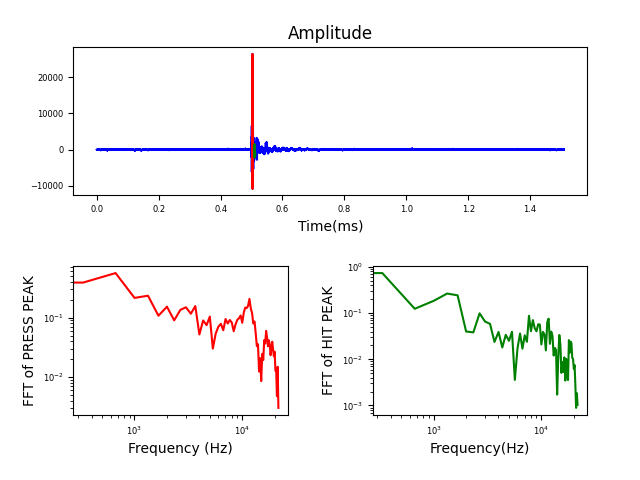 Amplitude
20000
10000
0
−10000
0.0 0.2 0.4 0.6 0.8 1.0 1.2 1.4
Time(ms)
FFT of PRESS PEAK
10⁻¹
10⁻²
10³ 10⁴
Frequency (Hz)
FFT of HIT PEAK
10⁰
10⁻¹
10⁻²
10⁻³
10³ 10⁴
Frequency(Hz)